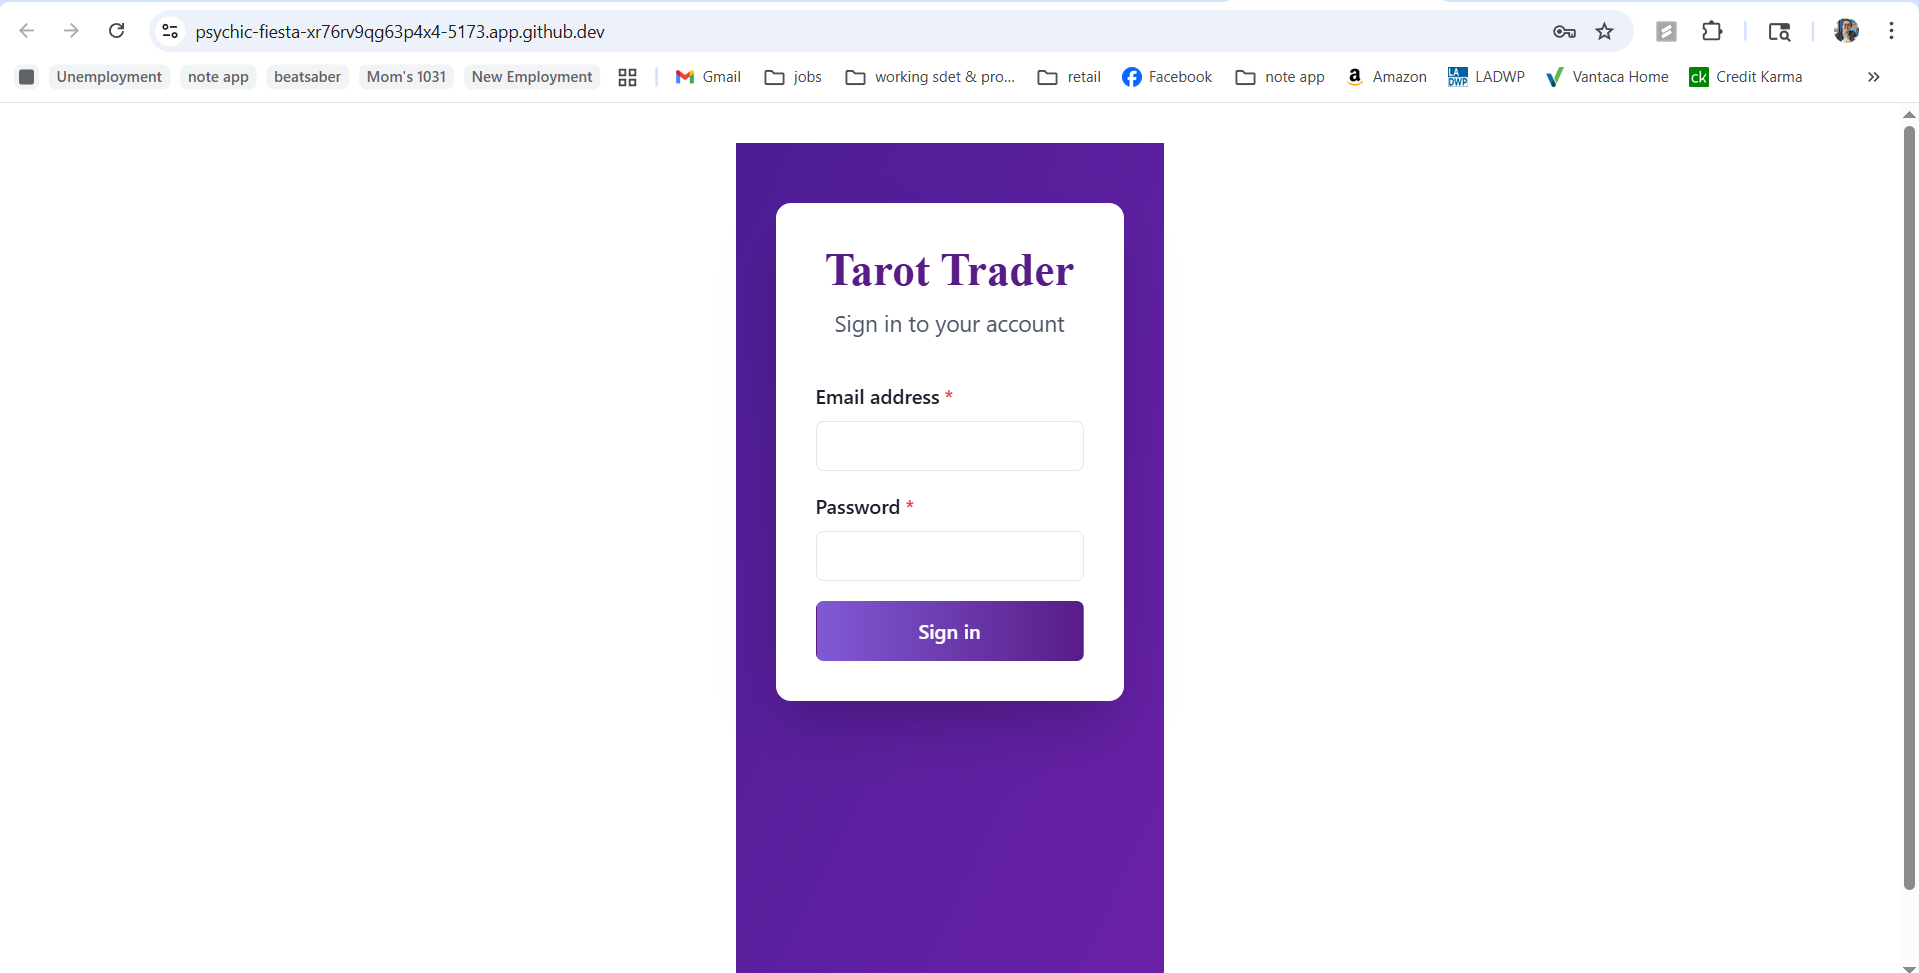 psychic-fiesta-xr76rv9qg63p4x4-5173.app.github.dev
Unemployment note app beatsaber Mom's 1031 New Employment Gmail jobs working sdet & pro... retail Facebook note app Amazon LADWP Vantaca Home ck Credit Karma »
Tarot Trader
Sign in to your account
Email address *
Password *
Sign in